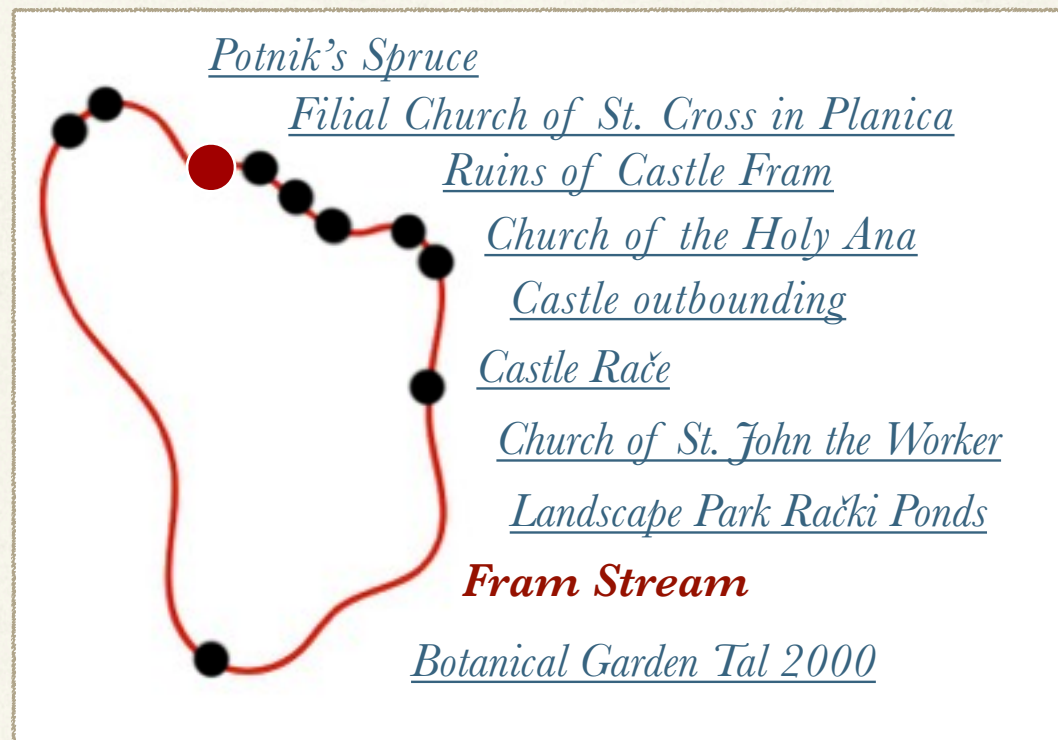 Potnik’s Spruce
Filial Church of St. Cross in Planica
Ruins of Castle Fram
Church of the Holy Ana
Castle outbounding
Castle Rače
Church of St. John the Worker
Landscape Park Rački Ponds
Fram Stream
Botanical Garden Tal 2000